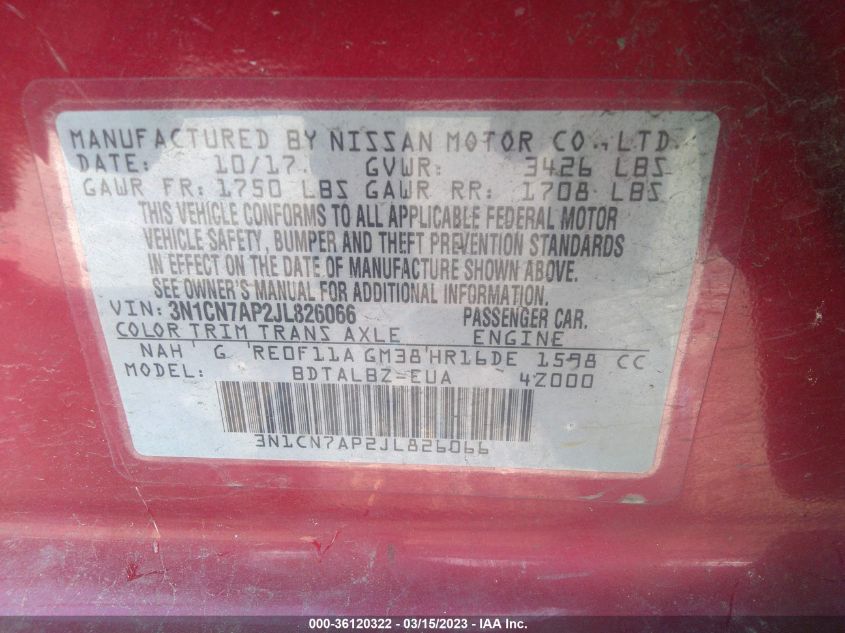 MANUFACTURED BY NISSAN MOTOR CO.,LTD.
DATE: 10/17 GVWR: 3426 LBS
GAWR FR: 1750 LBS GAWR RR: 1708 LBS
THIS VEHICLE CONFORMS TO ALL APPLICABLE FEDERAL MOTOR
VEHICLE SAFETY, BUMPER AND THEFT PREVENTION STANDARDS
IN EFFECT ON THE DATE OF MANUFACTURE SHOWN ABOVE.
SEE OWNER'S MANUAL FOR ADDITIONAL INFORMATION.
VIN: 3N1CN7AP2JL826066 PASSENGER CAR.
COLOR TRIM TRANS AXLE ENGINE
NAH G RE0F11A GM38 HR16DE 1598 CC
MODEL: BDTALBZ-EUA 42000
3N1CN7AP2JL826066
000-36120322 - 03/15/2023 - IAA Inc.